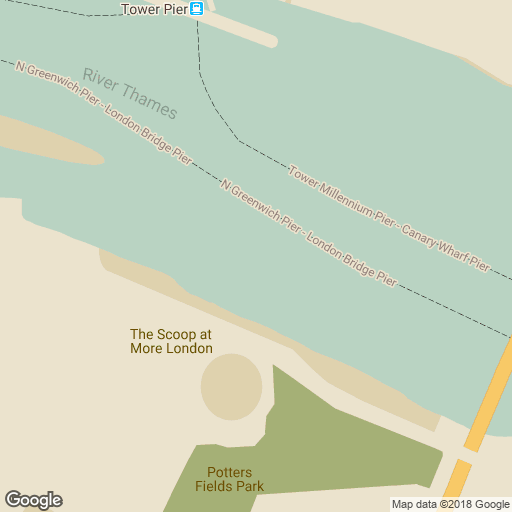 Tower Pier
River Thames
N Greenwich Pier - London Bridge Pier
Tower Millennium Pier - Canary Wharf Pier
N Greenwich Pier - London Bridge Pier
The Scoop at
More London
Potters
Fields Park
Google
Google
Map data ©2018 Google